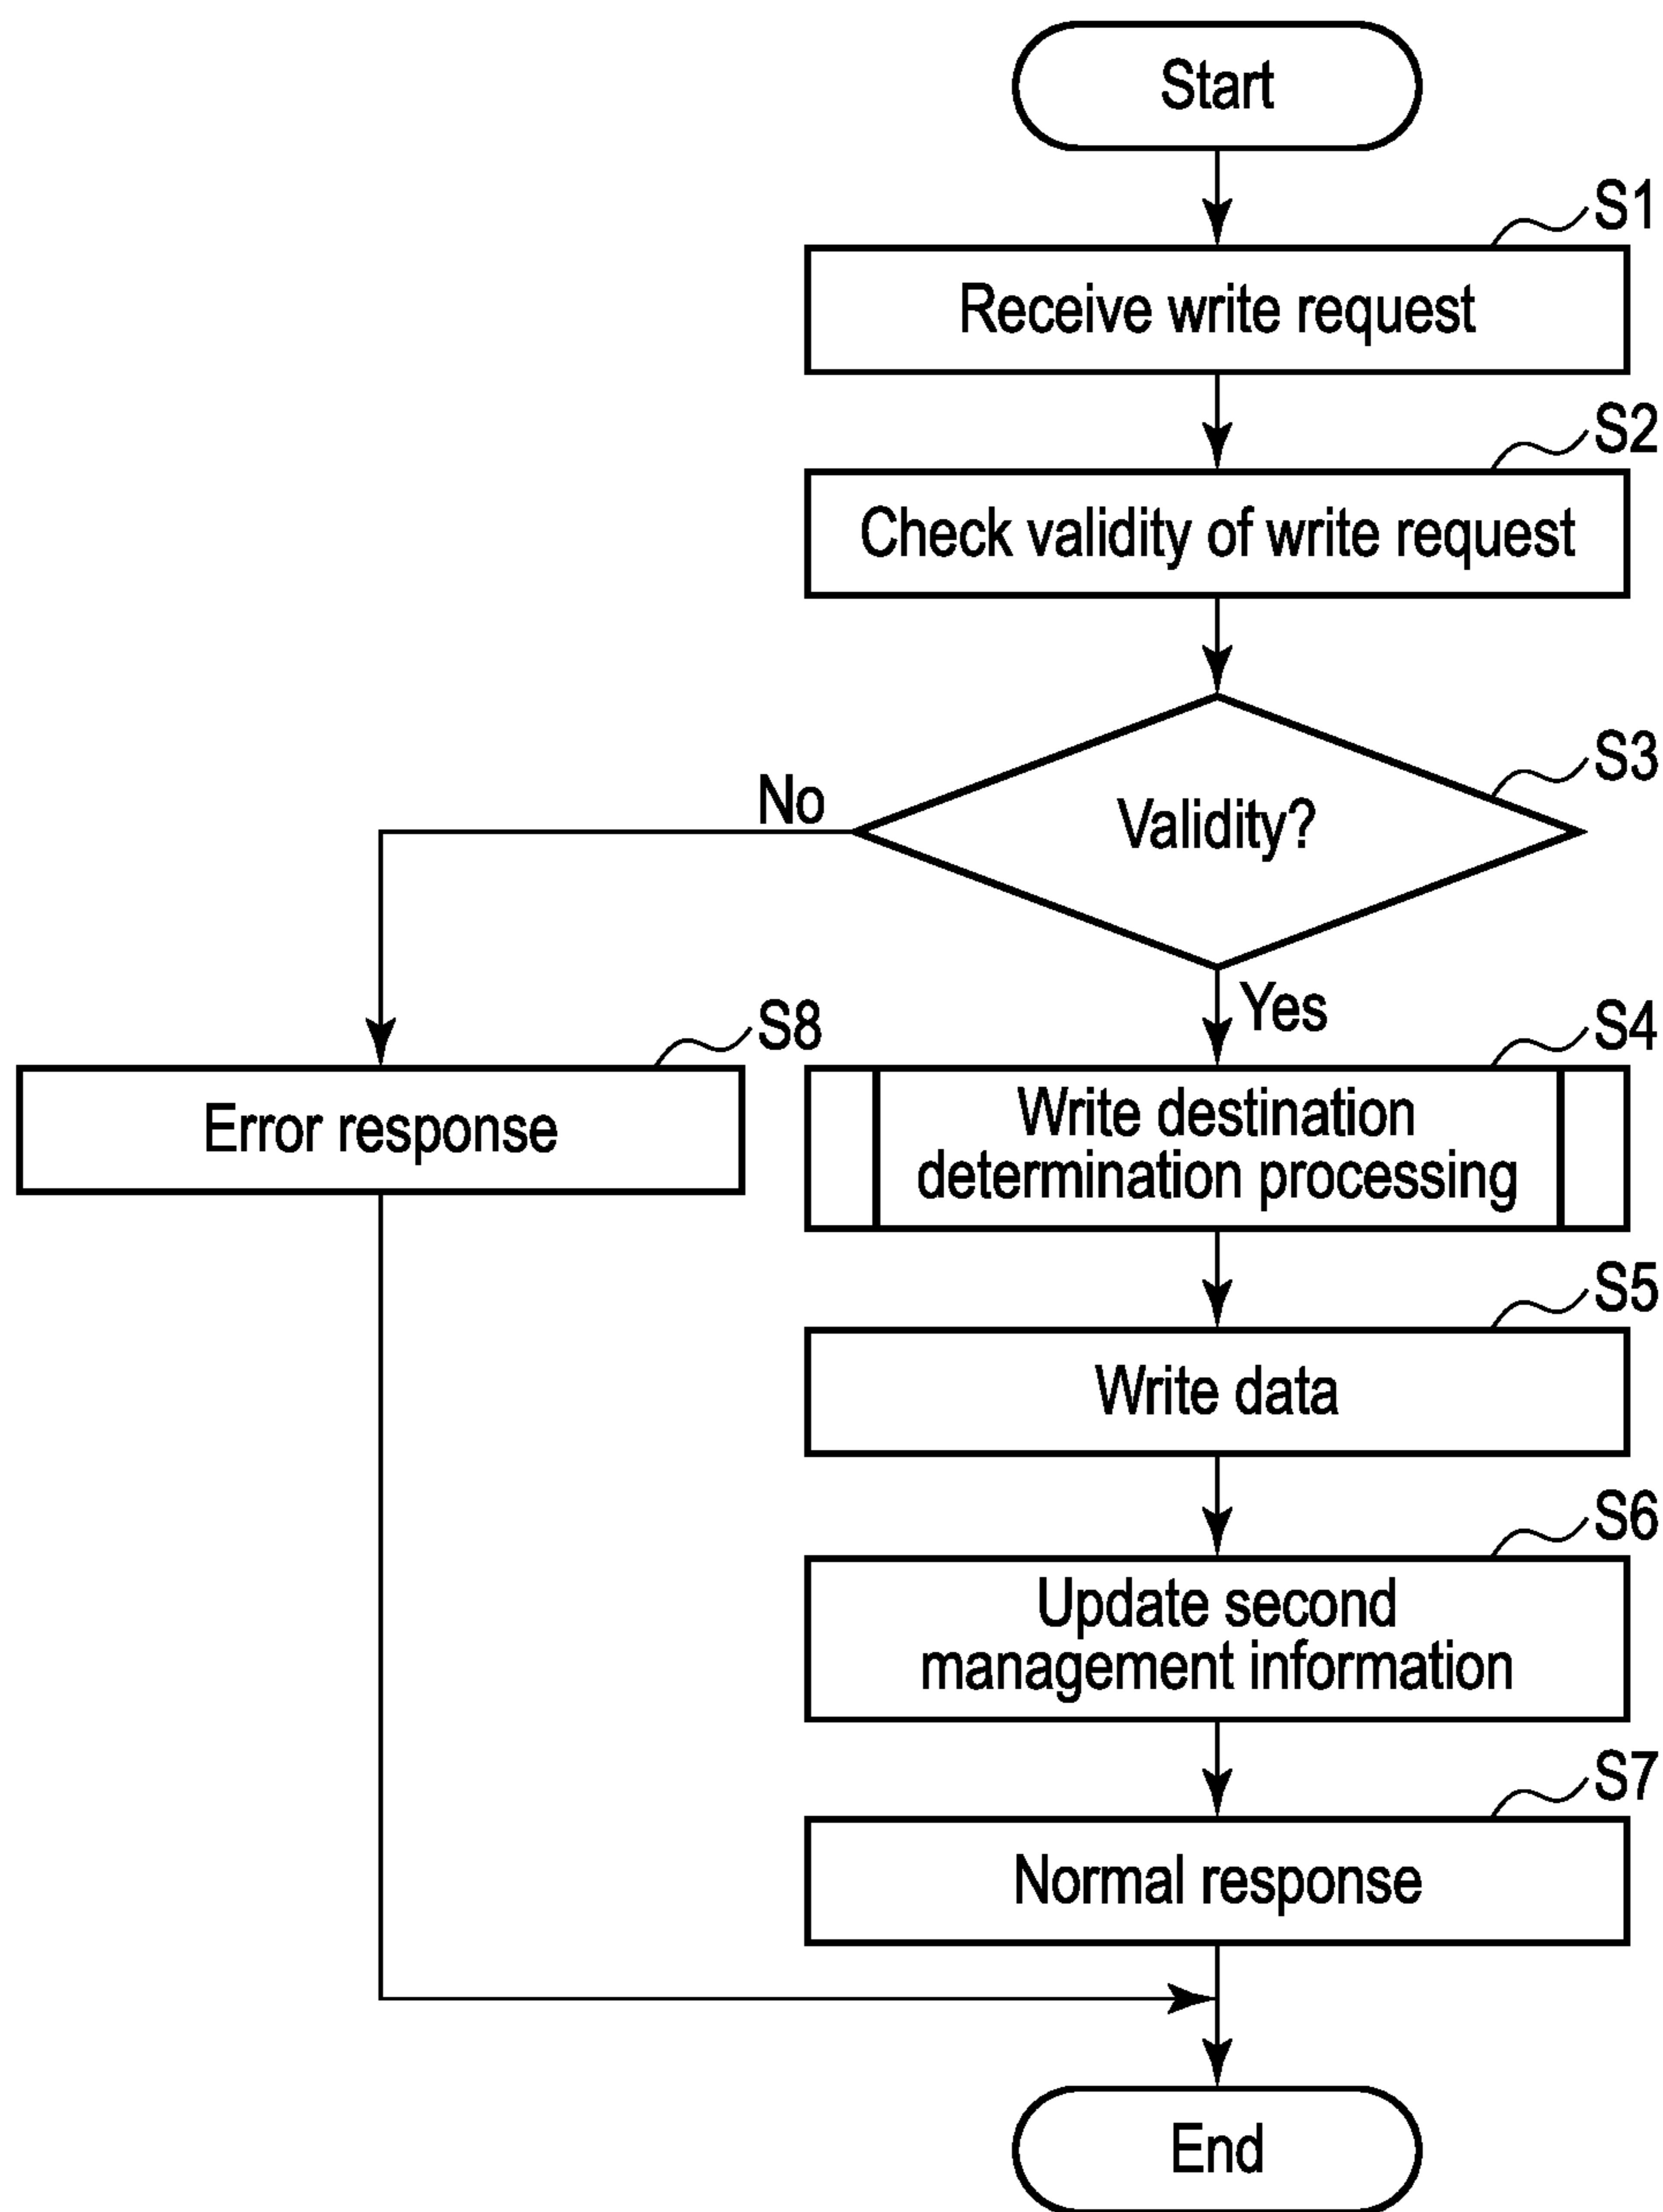 Start
S1
Receive write request
S2
Check validity of write request
S3
Validity?
No
Yes
S8
Error response
S4
Write destination
determination processing
S5
Write data
S6
Update second
management information
S7
Normal response
End